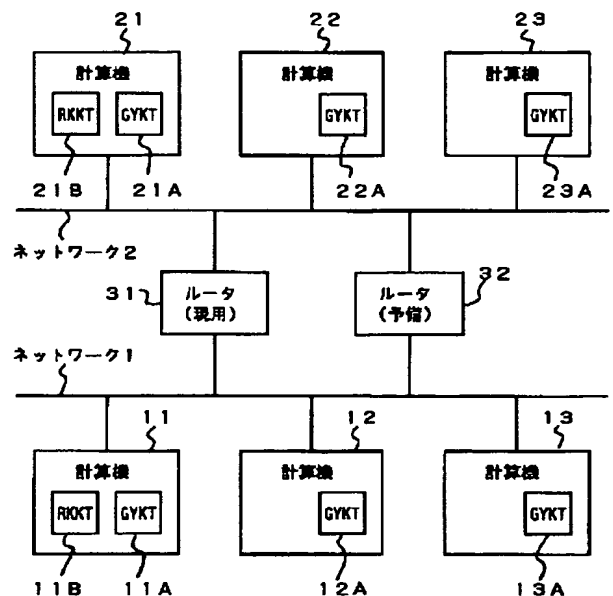 21 22 23
計算機 計算機 計算機
RKKT GYKT GYKT GYKT
21B 21A 22A 23A
ネットワーク2
31 ルータ ルータ 32
(現用) (予備)
ネットワーク1
11 12 13
計算機 計算機 計算機
RKKT GYKT GYKT GYKT
11B 11A 12A 13A